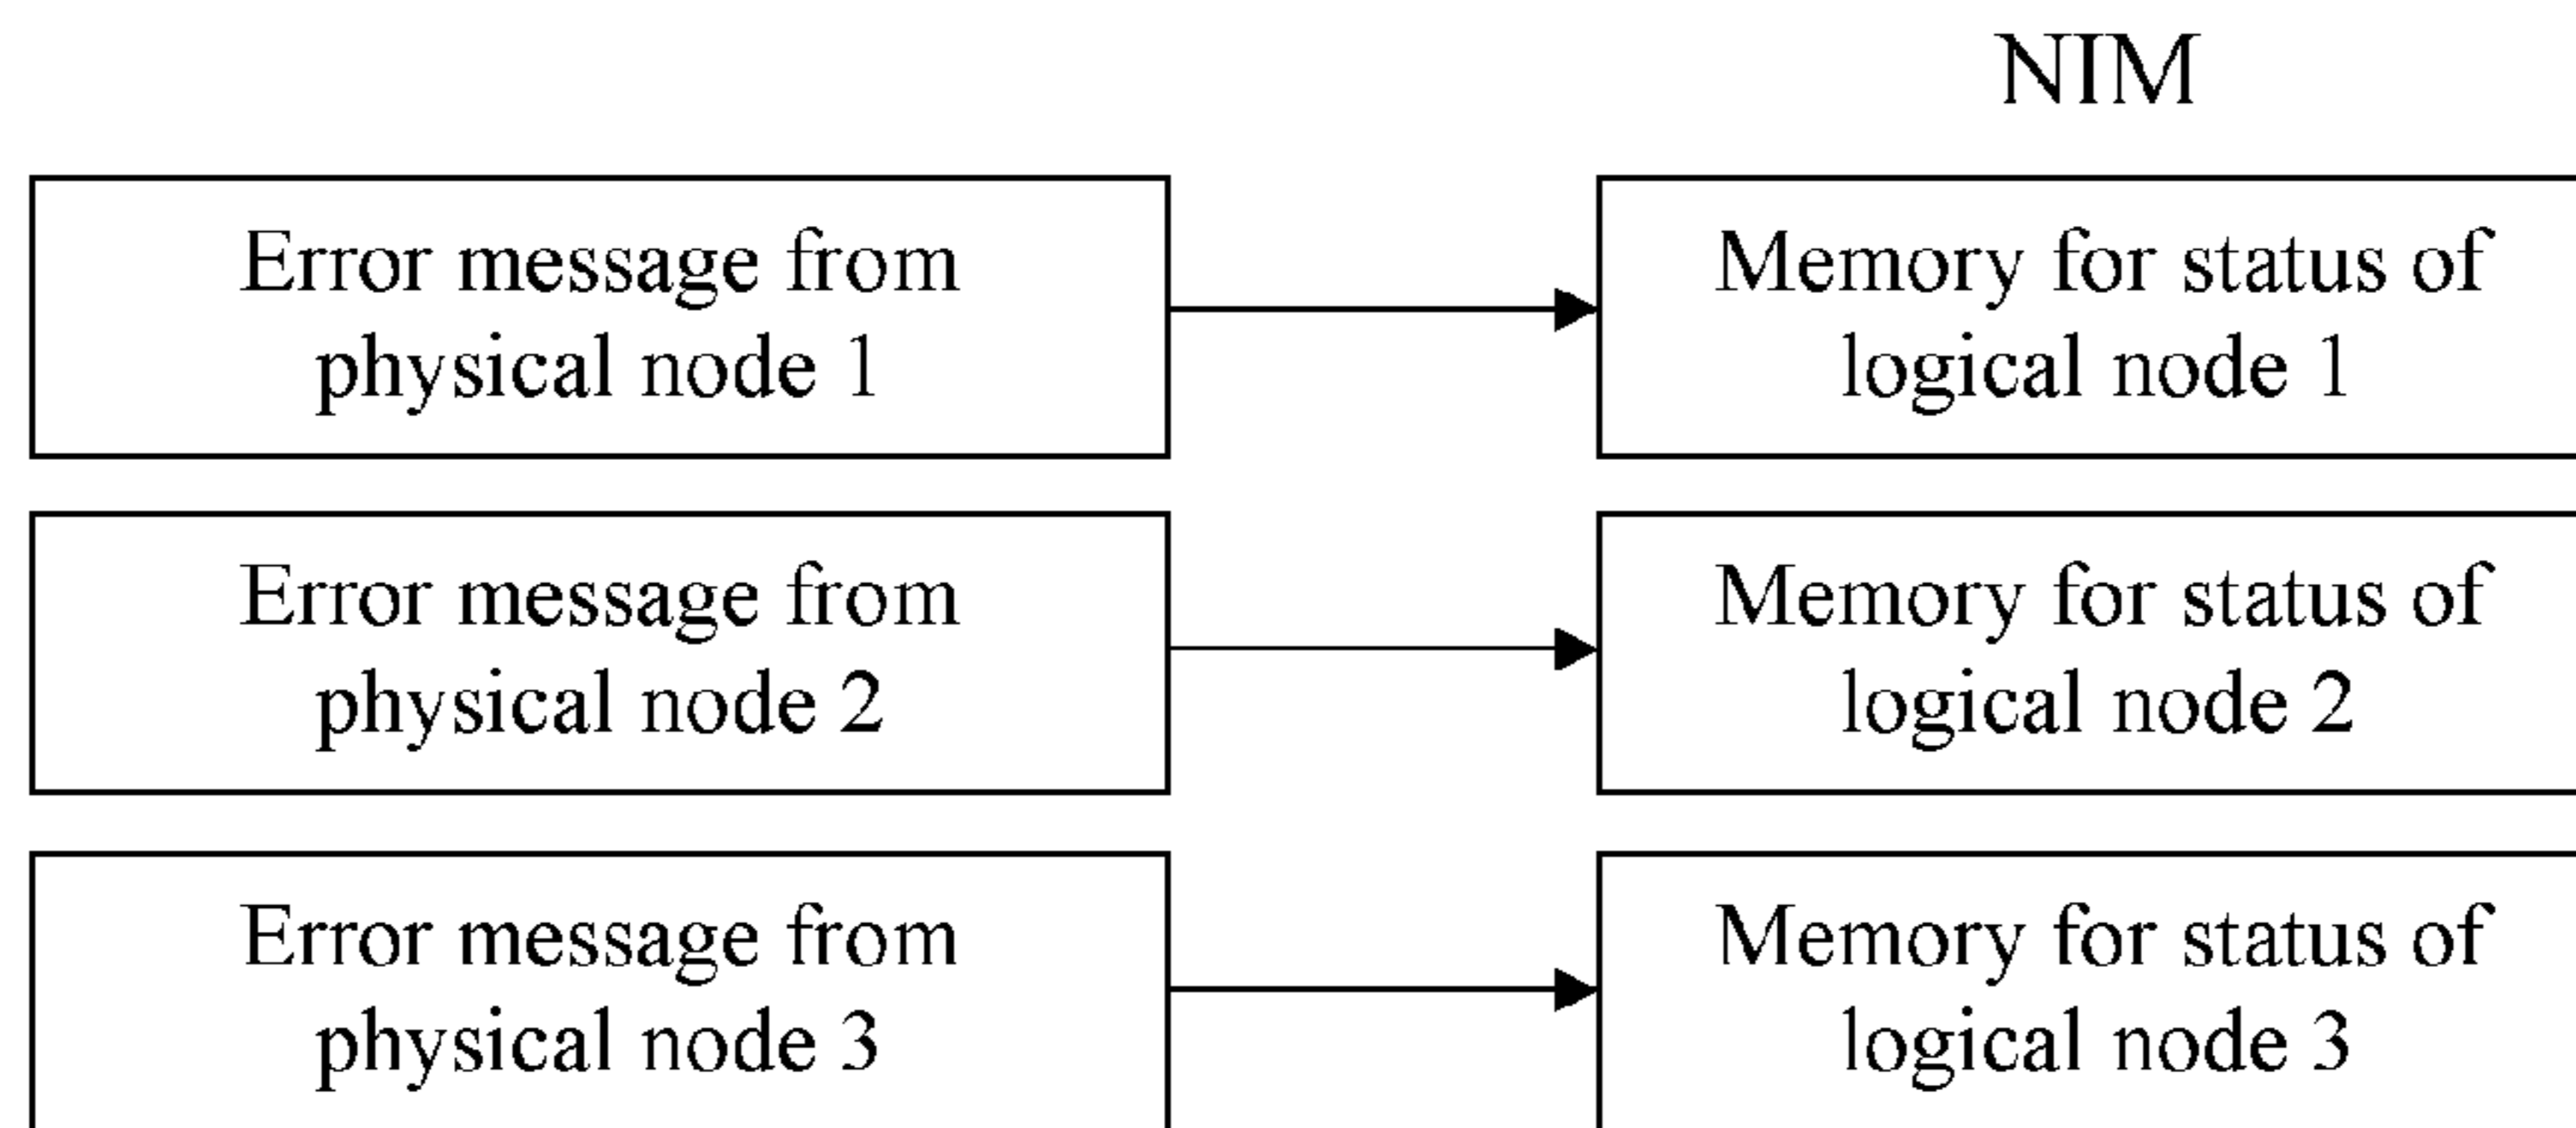 NIM
Error message from
physical node 1
Memory for status of
logical node 1
Error message from
physical node 2
Memory for status of
logical node 2
Error message from
physical node 3
Memory for status of
logical node 3